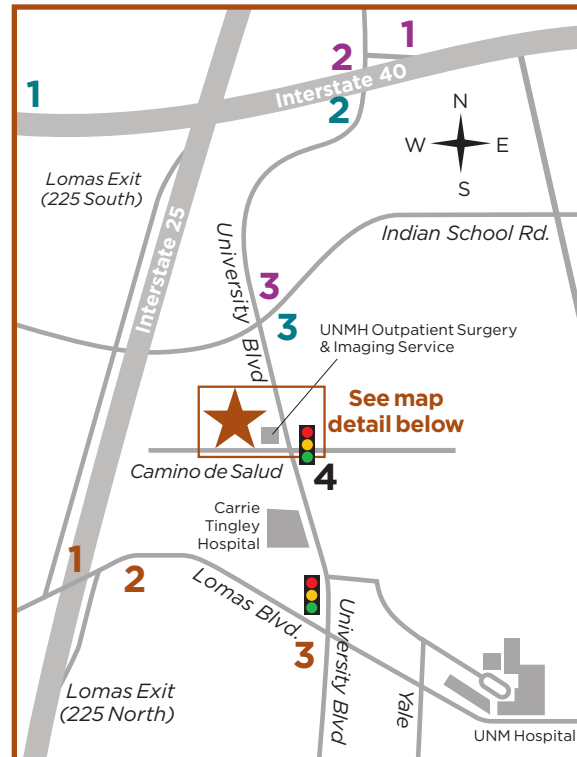 1
2
1
Interstate 40
2
N
W
E
S
Lomas Exit
(225 South)
Interstate 25
University Blvd
Indian School Rd.
3
3
UNMH Outpatient Surgery
& Imaging Service
See map
detail below
Camino de Salud
4
Carrie
Tingley
Hospital
1
2
Lomas Blvd.
3
University Blvd
Yale
Lomas Exit
(225 North)
UNM Hospital